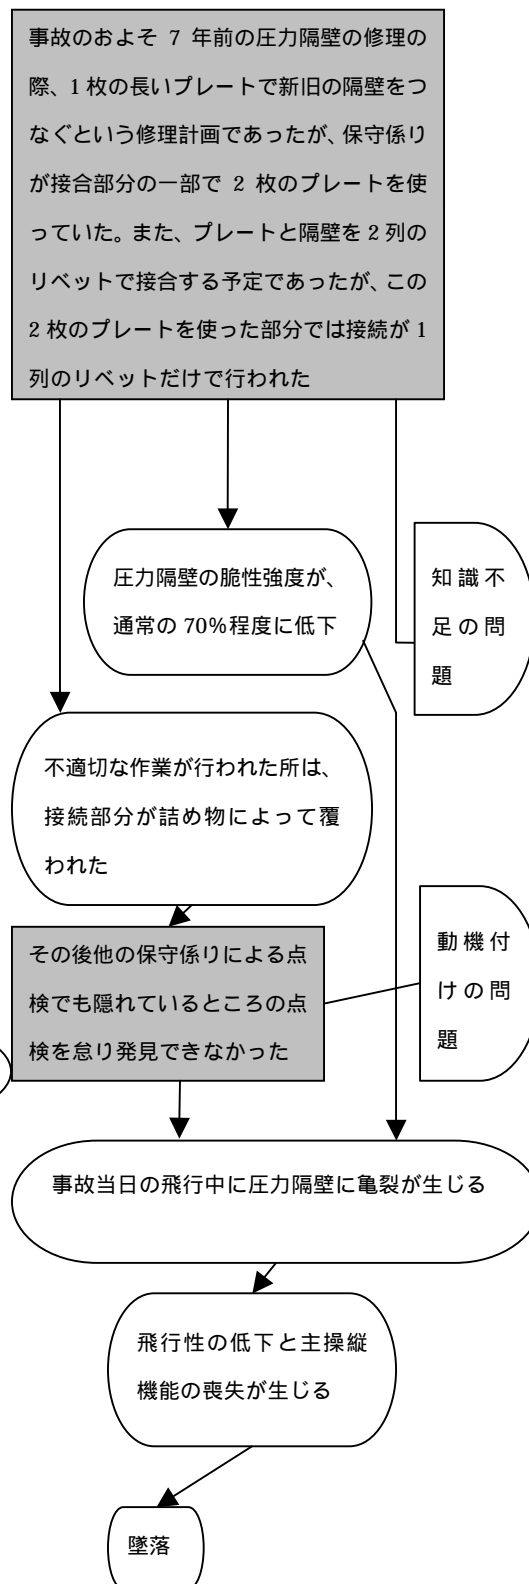 事故のおよそ 7 年前の圧力隔壁の修理の
際、1 枚の長いプレートで新旧の隔壁をつ
なぐという修理計画であったが、保守係り
が接合部分の一部で 2 枚のプレートを使
っていた。また、プレートと隔壁を 2 列の
リベットで接合する予定であったが、この
2 枚のプレートを使った部分では接続が 1
列のリベットだけで行われた
圧力隔壁の脆性強度が、
通常の 70%程度に低下
知識不
足の問
題
不適切な作業が行われた所は、
接続部分が詰め物によって覆
われた
その後他の保守係りによる点
検でも隠れているところの点
検を怠り発見できなかった
動機付
けの問
題
事故当日の飛行中に圧力隔壁に亀裂が生じる
飛行性の低下と主操縦
機能の喪失が生じる
墜落